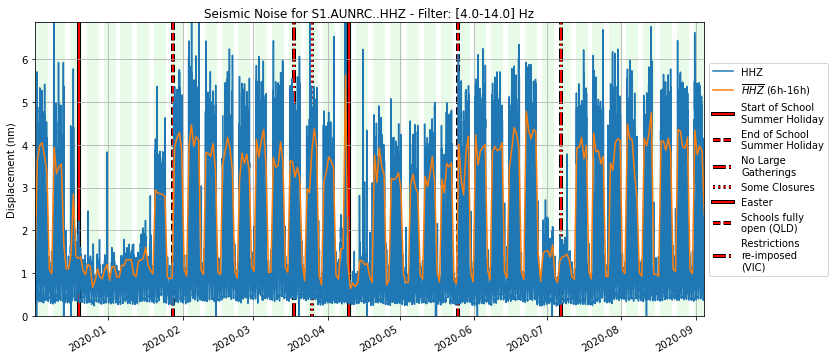 Seismic Noise for S1.AUNRC..HHZ - Filter: [4.0-14.0] Hz
Displacement (nm)
6
5
4
3
2
1
0
2020-01
2020-02
2020-03
2020-04
2020-05
2020-06
2020-07
2020-08
2020-09
HHZ
HHZ (6h-16h)
Start of School
Summer Holiday
End of School
Summer Holiday
No Large
Gatherings
Some Closures
Easter
Schools fully
open (QLD)
Restrictions
re-imposed
(VIC)